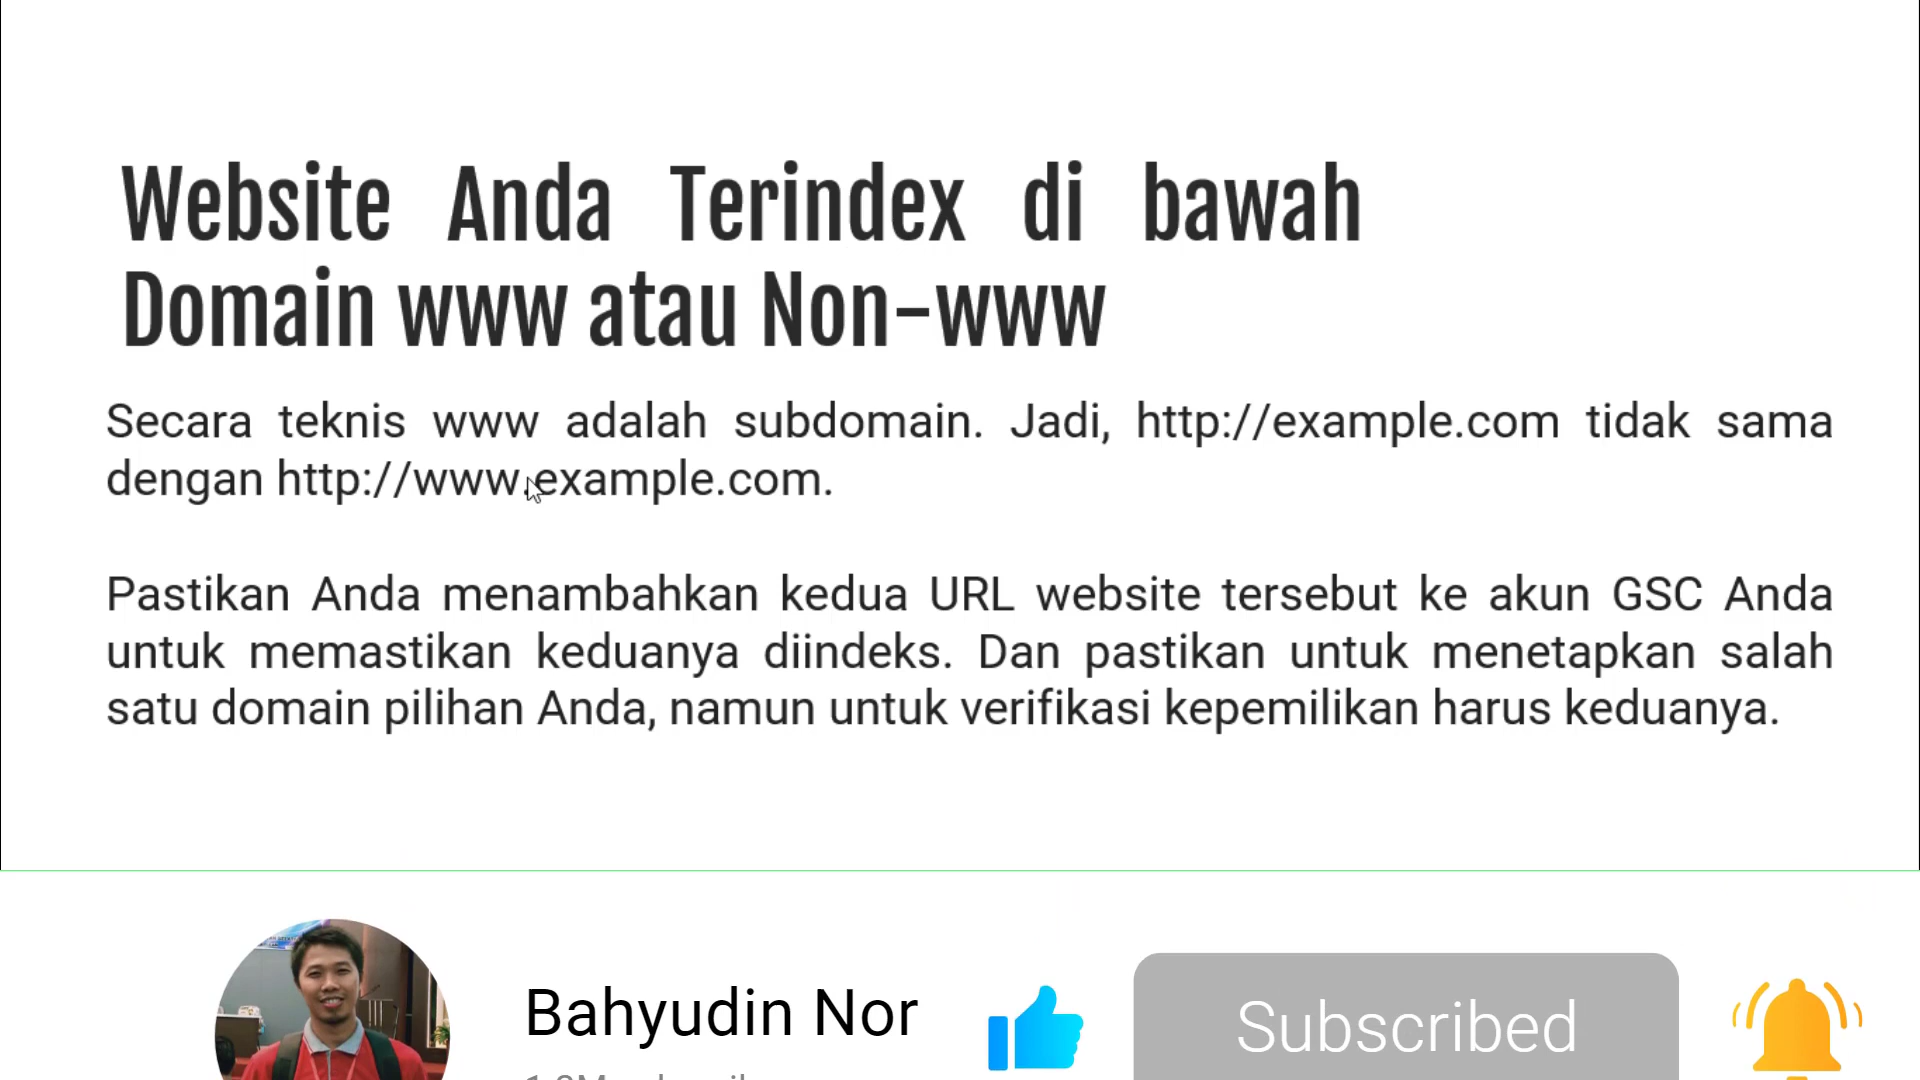 Website Anda Terindex di bawah
Domain www atau Non-www
Secara teknis www adalah subdomain. Jadi, http://example.com tidak sama
dengan http://www.example.com.
Pastikan Anda menambahkan kedua URL website tersebut ke akun GSC Anda
untuk memastikan keduanya diindeks. Dan pastikan untuk menetapkan salah
satu domain pilihan Anda, namun untuk verifikasi kepemilikan harus keduanya.
Bahyudin Nor
Subscribed